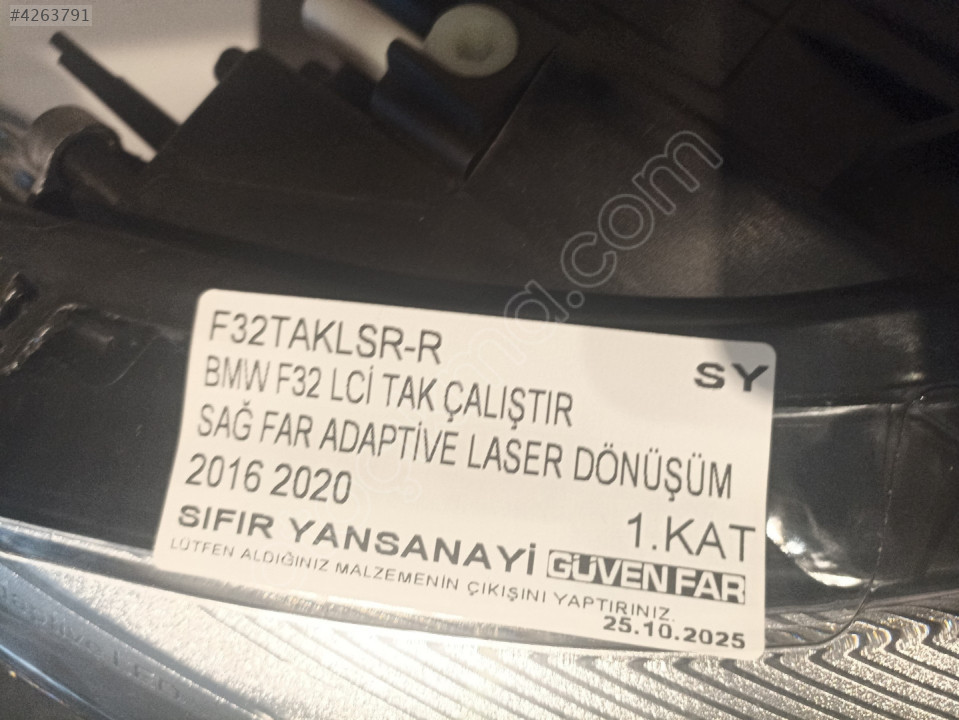 #4263791
F32TAKLSR-R
SY
BMW F32 LCİ TAK ÇALIŞTIR
SAĞ FAR ADAPTİVE LASER DÖNÜŞÜM
2016 2020
1.KAT
SIFIR YANSANAYİ GÜVEN FAR
LÜTFEN ALDIĞINIZ MALZEMENİN ÇIKIŞINI YAPTIRINIZ.
25.10.2025